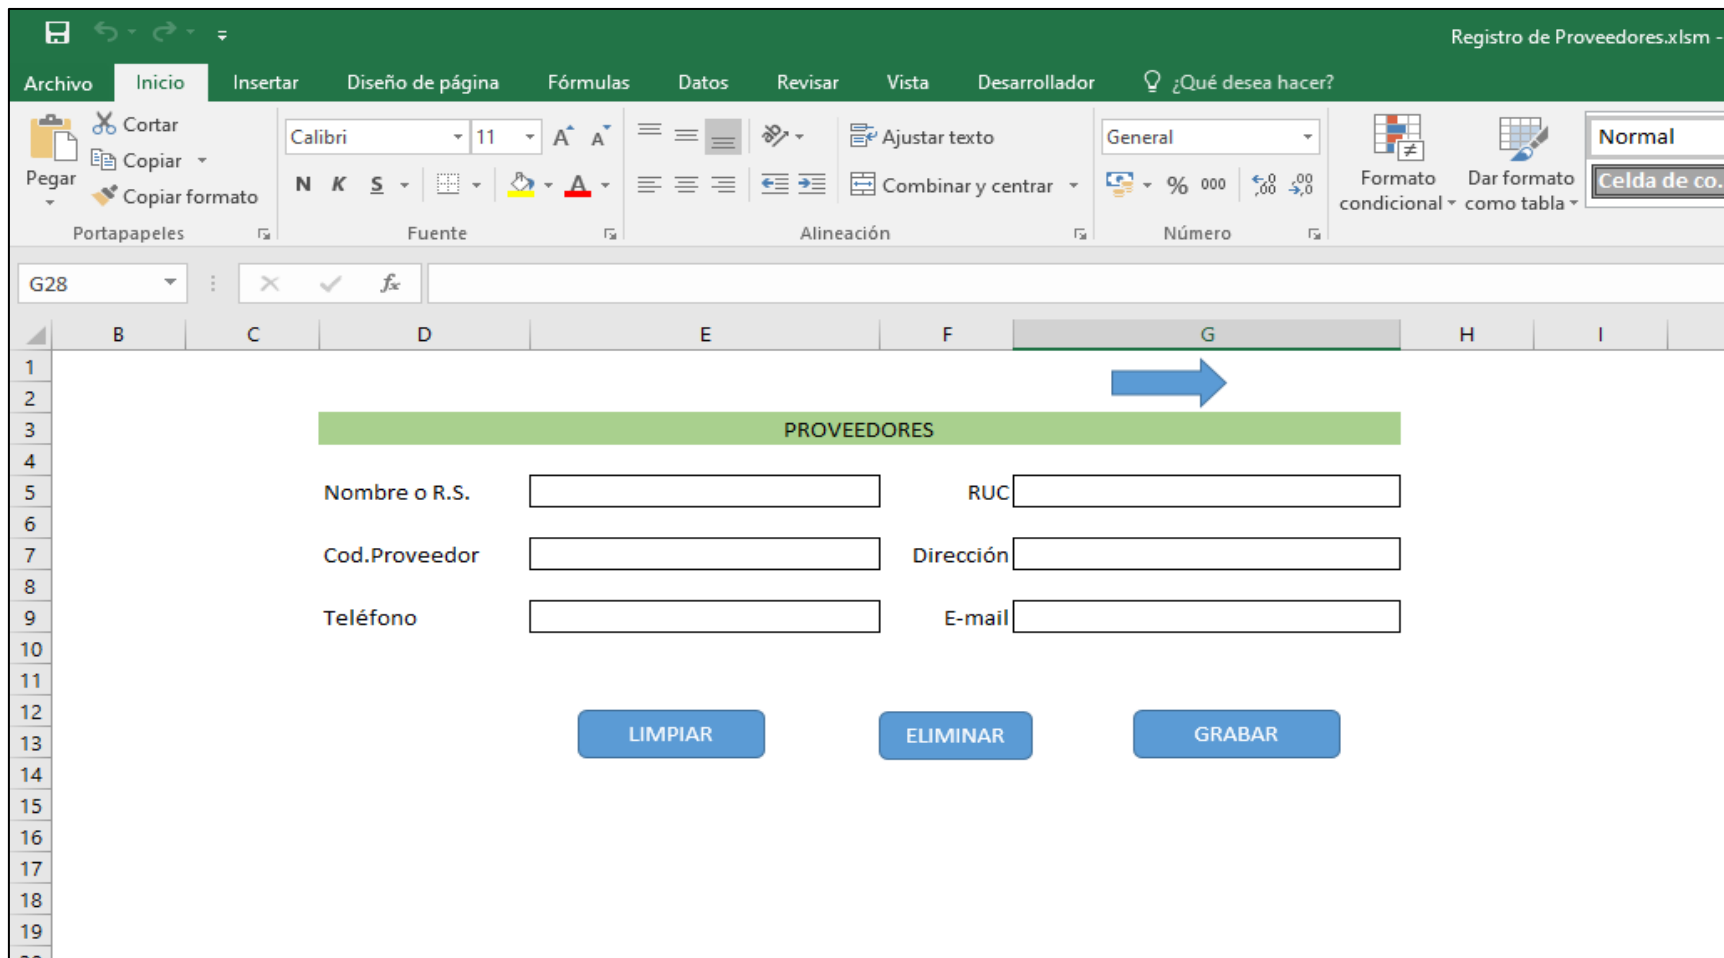 Registro de Proveedores.xlsm -
Archivo Inicio Insertar Diseño de página Fórmulas Datos Revisar Vista Desarrollador ¿Qué desea hacer?
Cortar
Copiar
Copiar formato
Pegar
Portapapeles
Calibri 11
N K S
Fuente
Ajustar texto
Combinar y centrar
Alineación
General
% 000
Número
Formato condicional
Dar formato como tabla
Normal
Celda de co.
G28 fx
B C D E F G H I
1
2
3 PROVEEDORES
4
5 Nombre o R.S. RUC
6
7 Cod.Proveedor Dirección
8
9 Teléfono E-mail
10
11
12
13 LIMPIAR ELIMINAR GRABAR
14
15
16
17
18
19